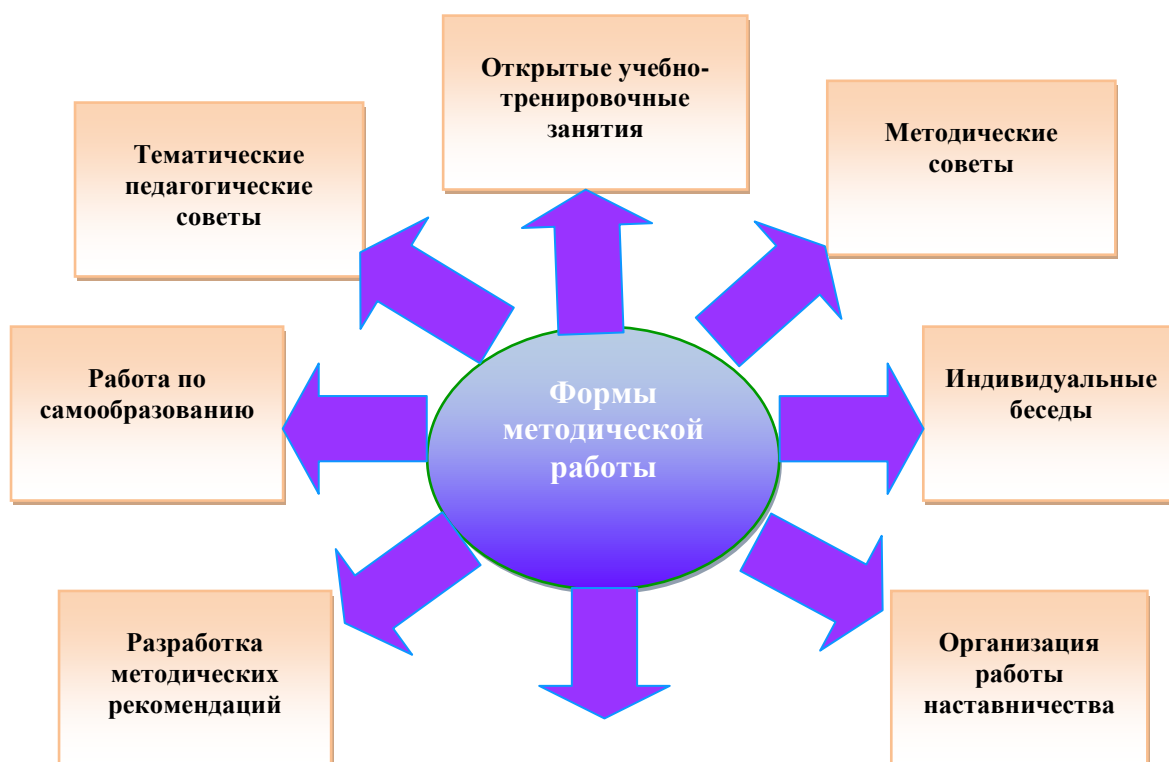 Открытые учебно-
тренировочные
занятия
Методические
советы
Тематические
педагогические
советы
Работа по
самообразованию
Формы
методической
работы
Индивидуальные
беседы
Разработка
методических
рекомендаций
Организация
работы
наставничества